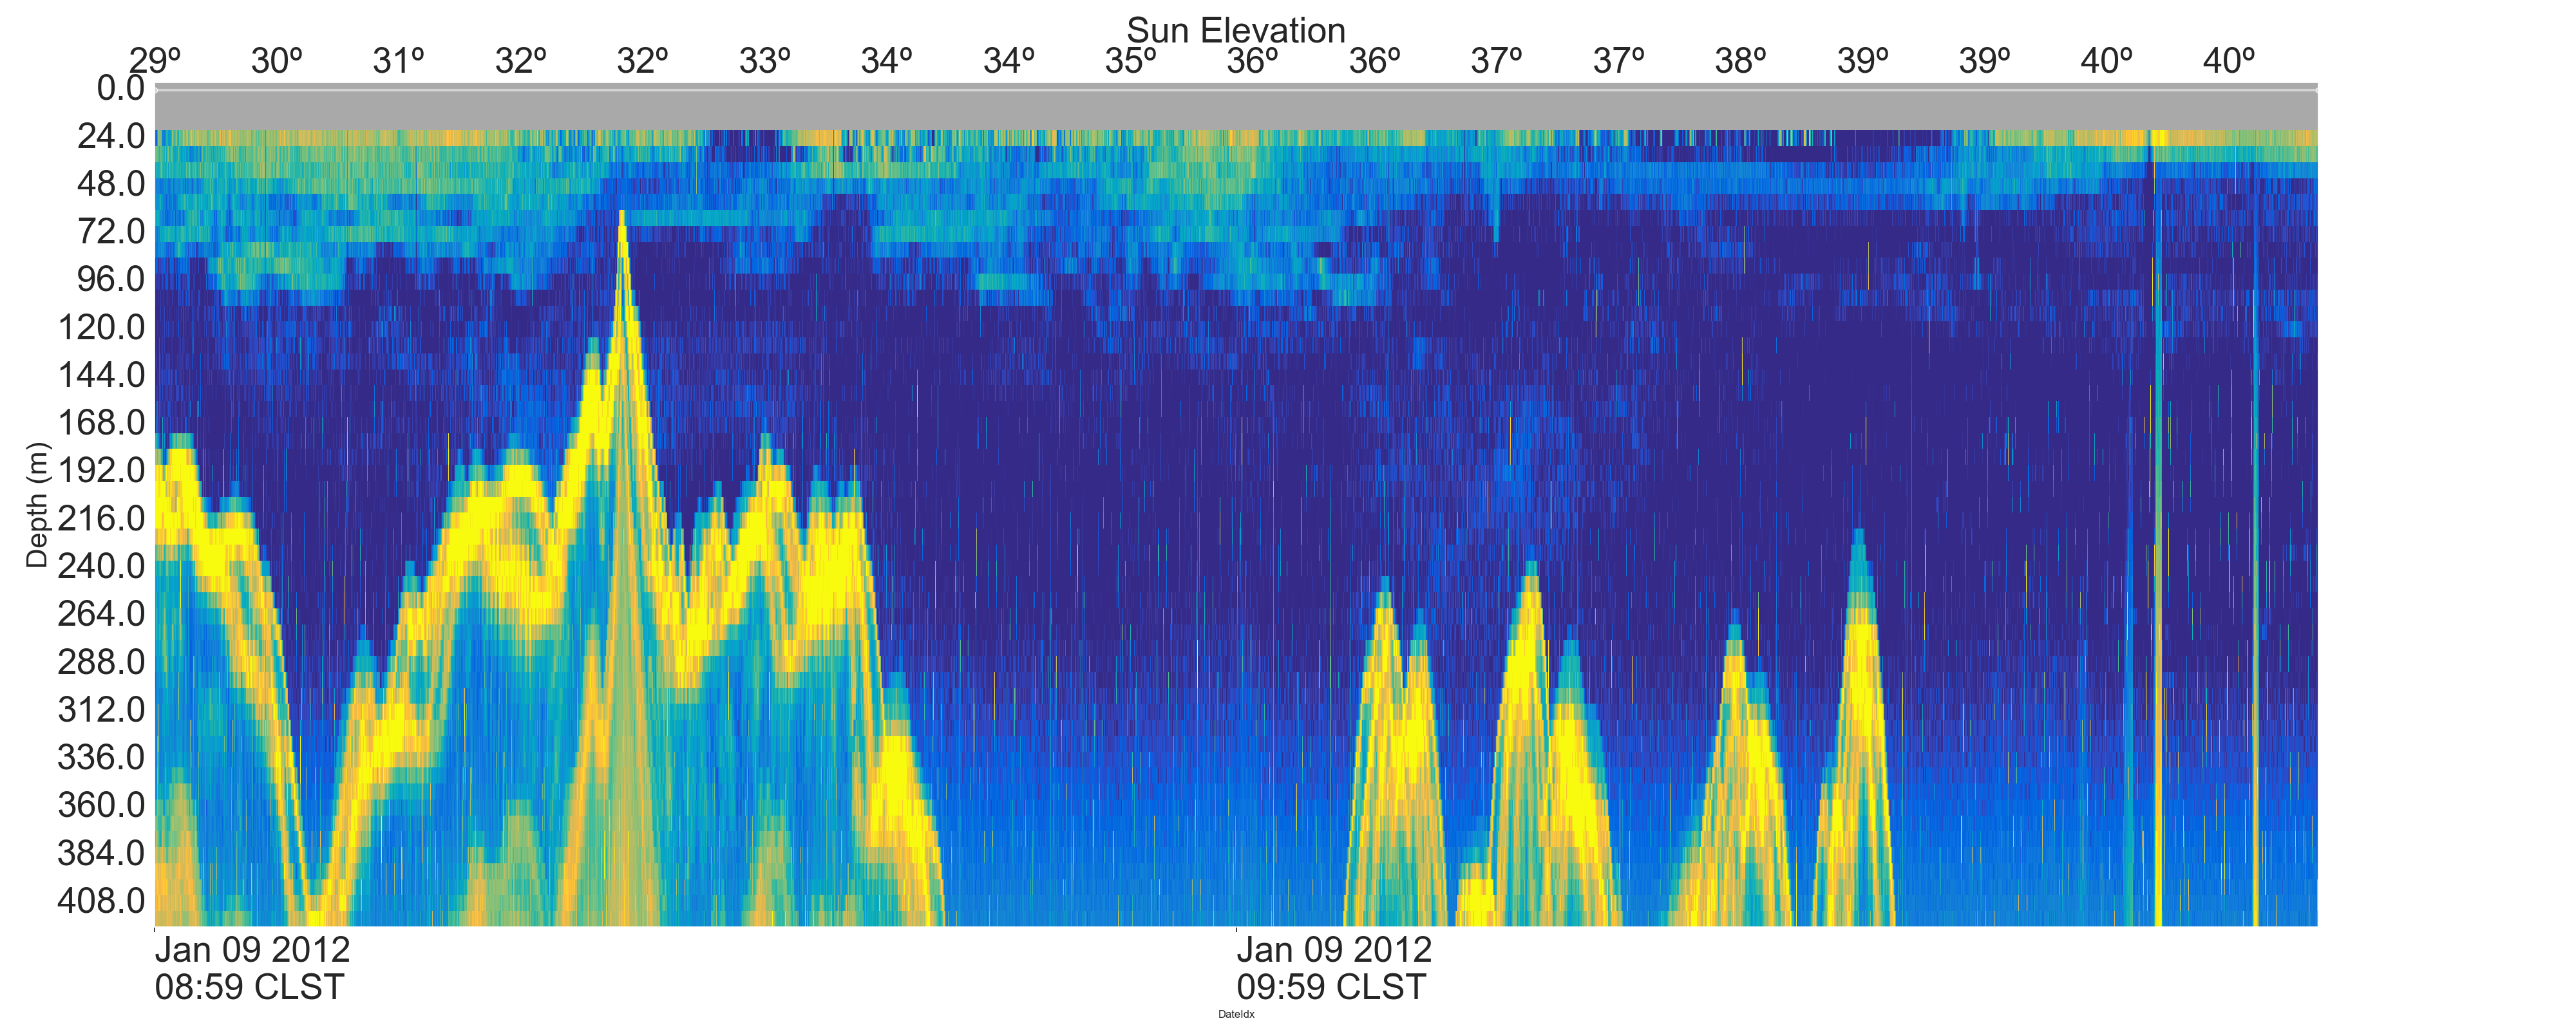 Sun Elevation
29º 30º 31º 32º 32º 33º 34º 34º 35º 36º 36º 37º 37º 38º 39º 39º 40º 40º
0.0
24.0
48.0
72.0
96.0
120.0
144.0
168.0
192.0
216.0
240.0
264.0
288.0
312.0
336.0
360.0
384.0
408.0
Depth (m)
Jan 09 2012
08:59 CLST
Jan 09 2012
09:59 CLST
DateIdx